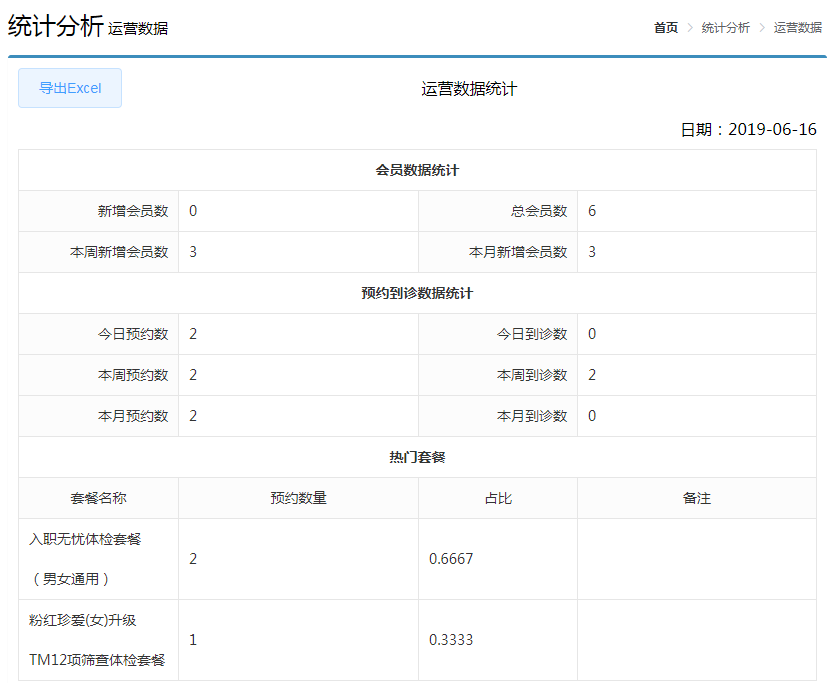 统计分析 运营数据
首页 > 统计分析 > 运营数据
导出Excel
运营数据统计
日期：2019-06-16
会员数据统计
新增会员数 0 总会员数 6
本周新增会员数 3 本月新增会员数 3
预约到诊数据统计
今日预约数 2 今日到诊数 0
本周预约数 2 本周到诊数 2
本月预约数 2 本月到诊数 0
热门套餐
套餐名称 预约数量 占比 备注
入职无忧体检套餐
（男女通用）
2 0.6667
粉红珍爱(女)升级
TM12项筛查体检套餐
1 0.3333